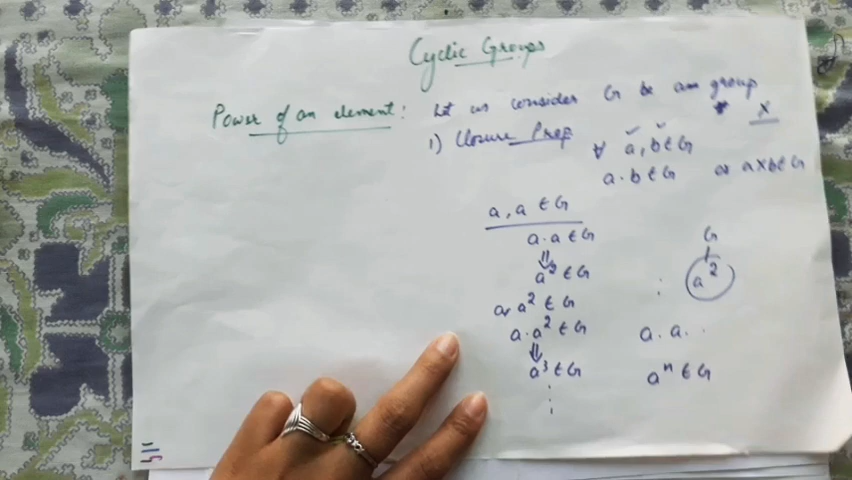 Cyclic Groups
Power of an element: Let us consider G be an group
1) Closure Prop ×
∀ a, b ∈ G
a . b ∈ G or a × b ∈ G
a, a ∈ G
a . a ∈ G
⇓
a² ∈ G
a, a² ∈ G
a . a² ∈ G
⇓
a³ ∈ G
⋮
G
a²
a . a . .
aⁿ ∈ G